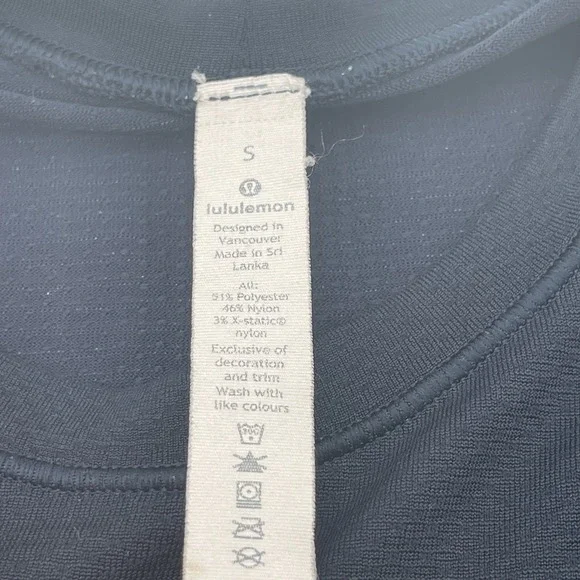 S
lululemon
Designed in
Vancouver
Made in Sri
Lanka
All:
51% Polyester
46% Nylon
3% X-static®
nylon
Exclusive of
decoration
and trim
Wash with
like colours